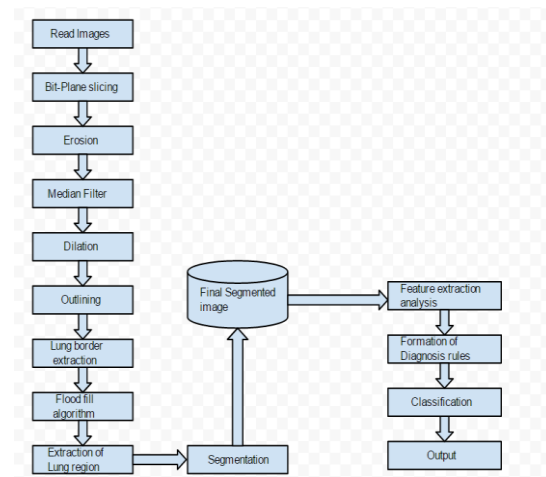 Read Images
Bit-Plane slicing
Erosion
Median Filter
Dilation
Outlining
Lung border
extraction
Flood fill
algorithm
Extraction of
Lung region
Segmentation
Final Segmented
image
Feature extraction
analysis
Formation of
Diagnosis rules
Classification
Output